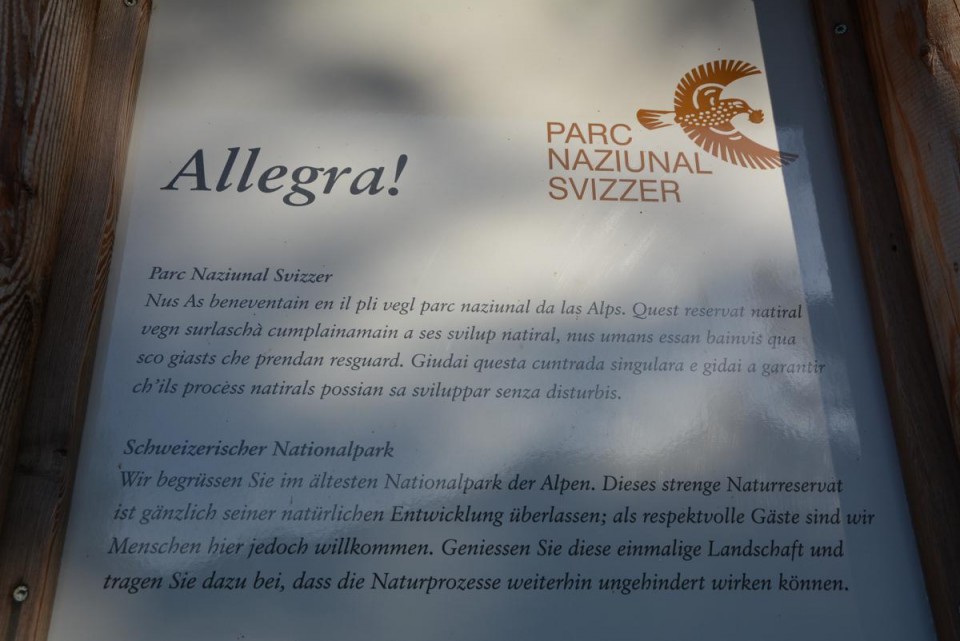 Allegra!
PARC
NAZIUNAL
SVIZZER
Parc Naziunal Svizzer
Nus As beneventain en il pli vegl parc naziunal da las Alps. Quest reservat natiral
vegn surlaschà cumplainamain a ses svilup natiral, nus umans essan bainvis qua
sco giasts che prendan resguard. Giudai questa cuntrada singulara e gidai a garantir
ch'ils process natirals possian sa sviluppar senza disturbis.
Schweizerischer Nationalpark
Wir begrüssen Sie im ältesten Nationalpark der Alpen. Dieses strenge Naturreservat
ist gänzlich seiner natürlichen Entwicklung überlassen; als respektvolle Gäste sind wir
Menschen hier jedoch willkommen. Geniessen Sie diese einmalige Landschaft und
tragen Sie dazu bei, dass die Naturprozesse weiterhin ungehindert wirken können.